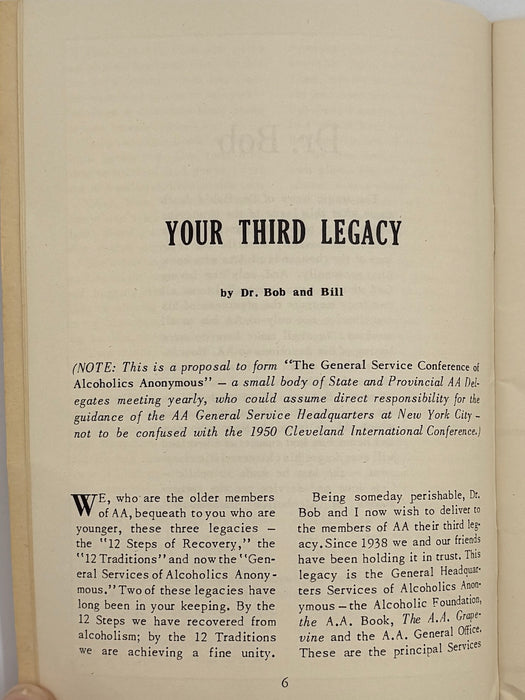 YOUR THIRD LEGACY
by Dr. Bob and Bill
(NOTE: This is a proposal to form "The General Service Conference of
Alcoholics Anonymous" – a small body of State and Provincial AA Del-
egates meeting yearly, who could assume direct responsibility for the
guidance of the AA General Service Headquarters at New York City –
not to be confused with the 1950 Cleveland International Conference.)
WE, who are the older members
of AA, bequeath to you who are
younger, these three legacies –
the "12 Steps of Recovery," the
"12 Traditions" and now the "Gen-
eral Services of Alcoholics Anony-
mous." Two of these legacies have
long been in your keeping. By the
12 Steps we have recovered from
alcoholism; by the 12 Traditions
we are achieving a fine unity.
Being someday perishable, Dr.
Bob and I now wish to deliver to
the members of AA their third leg-
acy. Since 1938 we and our friends
have been holding it in trust. This
legacy is the General Headquar-
ters Services of Alcoholics Anon-
ymous – the Alcoholic Foundation,
the A.A. Book, The A.A. Grape-
vine and the A.A. General Office.
These are the principal Services
6